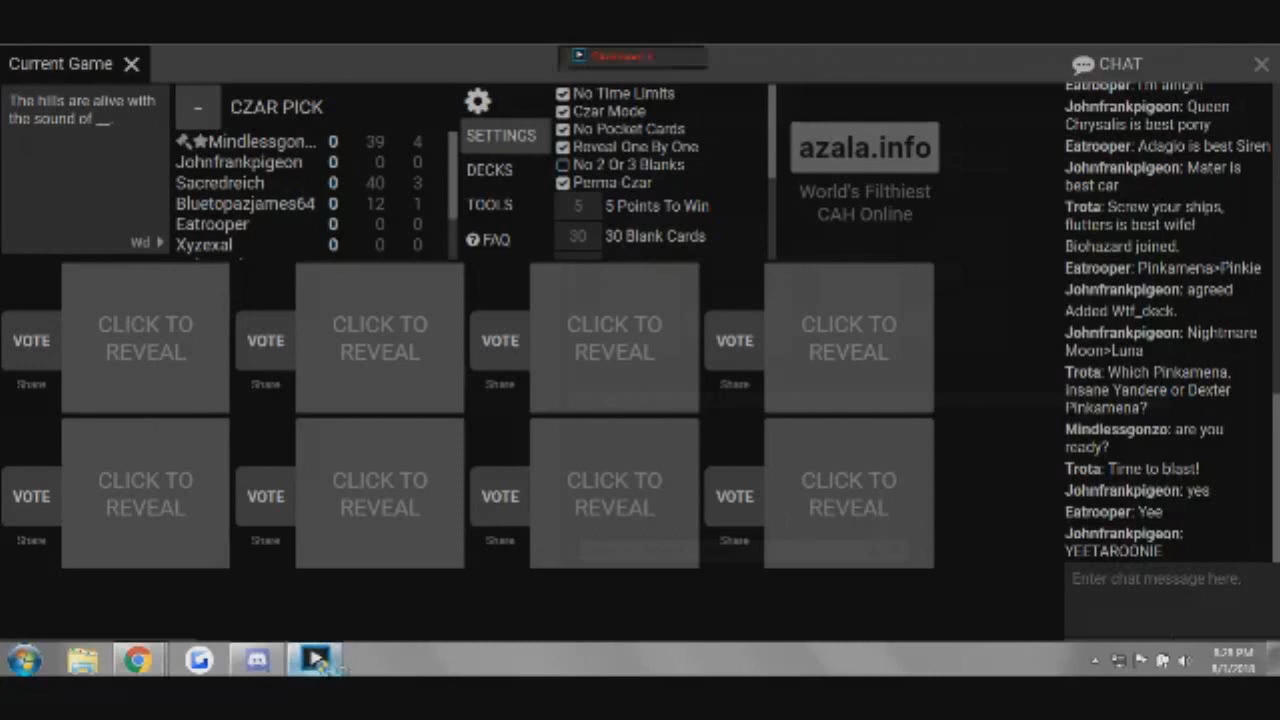 Current Game
The hills are alive with
the sound of __.
Wd
-
CZAR PICK
Mindlessgon... 0 39 4
Johnfrankpigeon 0 0 0
Sacredreich 0 40 3
Bluetopazjames64 0 12 1
Eatrooper 0 0 0
Xyzexal 0 0 0
SETTINGS
DECKS
TOOLS
FAQ
No Time Limits
Czar Mode
No Pocket Cards
Reveal One By One
No 2 Or 3 Blanks
Perma Czar
5 5 Points To Win
30 30 Blank Cards
azala.info
World's Filthiest
CAH Online
VOTE
Share
CLICK TO
REVEAL
VOTE
Share
CLICK TO
REVEAL
VOTE
Share
CLICK TO
REVEAL
VOTE
Share
CLICK TO
REVEAL
VOTE
Share
CLICK TO
REVEAL
VOTE
Share
CLICK TO
REVEAL
VOTE
Share
CLICK TO
REVEAL
VOTE
Share
CLICK TO
REVEAL
CHAT
Eatrooper: I'm alright
Johnfrankpigeon: Queen
Chrysalis is best pony
Eatrooper: Adagio is best Siren
Johnfrankpigeon: Mater is
best car
Trota: Screw your ships,
flutters is best wife!
Biohazard joined.
Eatrooper: Pinkamena>Pinkie
Johnfrankpigeon: agreed
Added Wtf_deck.
Johnfrankpigeon: Nightmare
Moon>Luna
Trota: Which Pinkamena,
Insane Yandere or Dexter
Pinkamena?
Mindlessgonzo: are you
ready?
Trota: Time to blast!
Johnfrankpigeon: yes
Eatrooper: Yee
Johnfrankpigeon:
YEETAROONIE
Enter chat message here.
8:29 PM